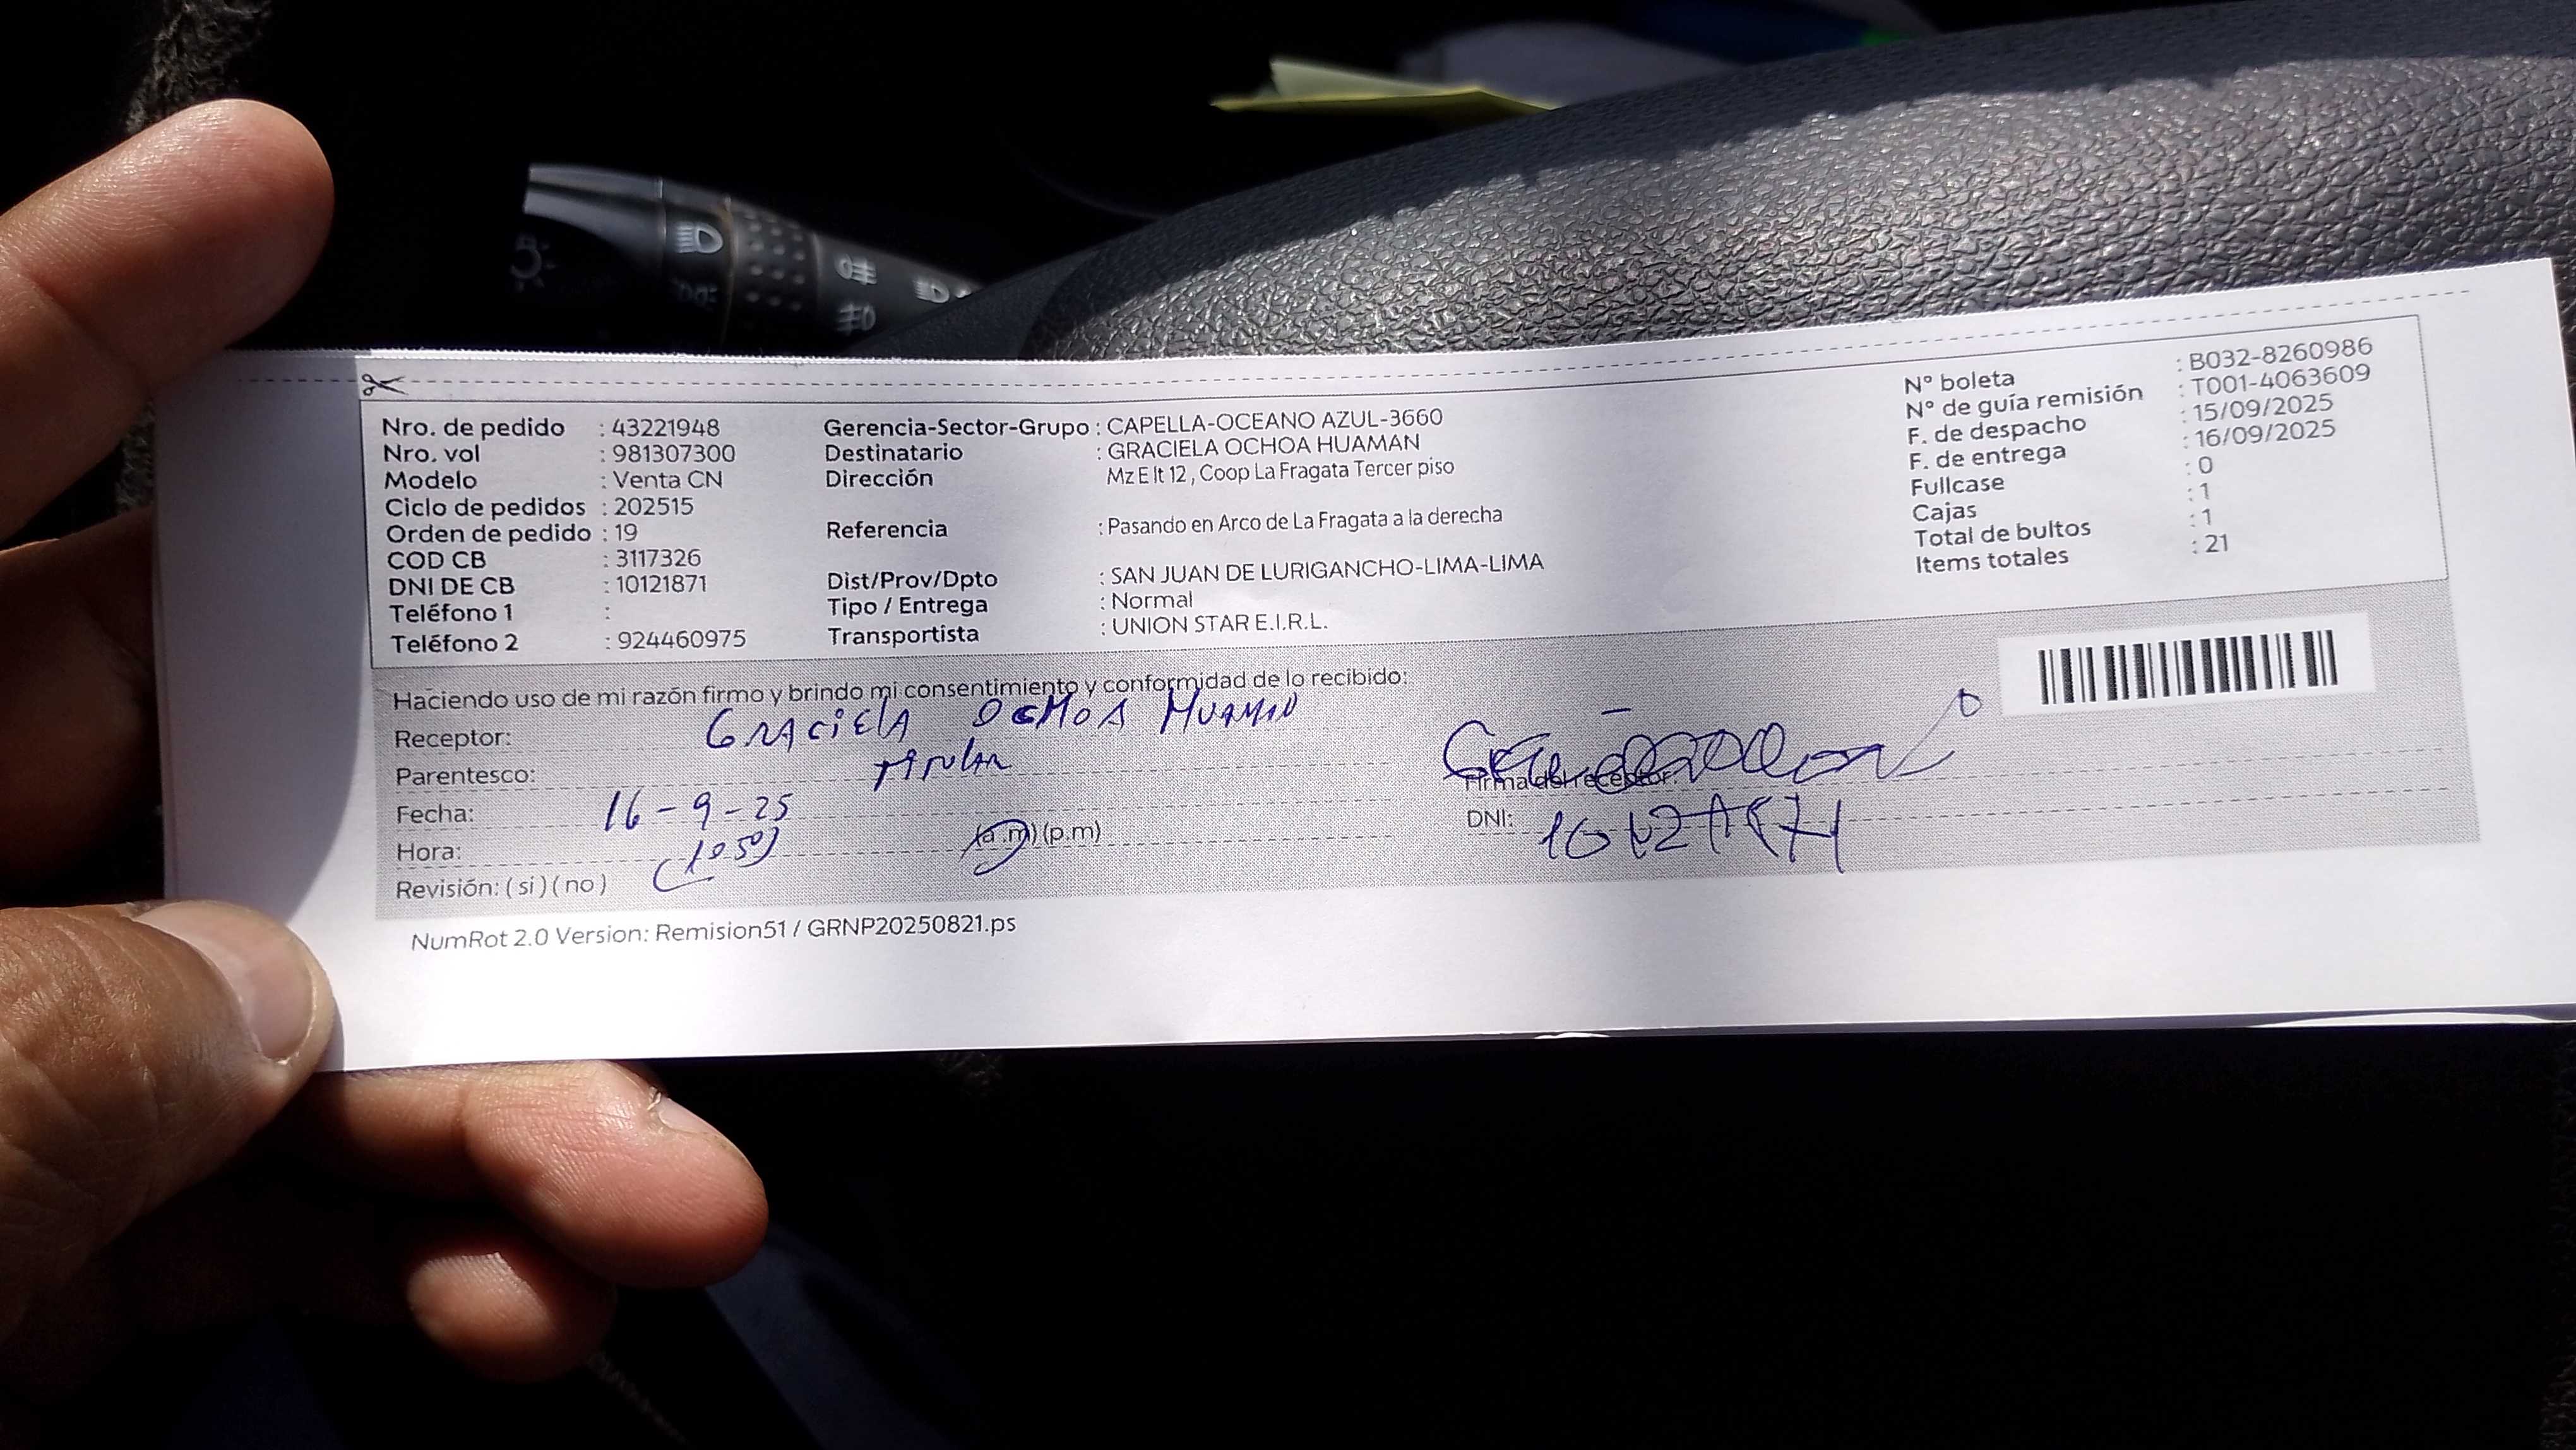 Nro. de pedido : 43221948
Nro. vol : 981307300
Modelo : Venta CN
Ciclo de pedidos : 202515
Orden de pedido : 19
COD CB : 3117326
DNI DE CB : 10121871
Teléfono 1 :
Teléfono 2 : 924460975
Gerencia-Sector-Grupo : CAPELLA-OCEANO AZUL-3660
Destinatario : GRACIELA OCHOA HUAMAN
Dirección Mz E lt 12 , Coop La Fragata Tercer piso
Referencia : Pasando en Arco de La Fragata a la derecha
Dist/Prov/Dpto : SAN JUAN DE LURIGANCHO-LIMA-LIMA
Tipo / Entrega : Normal
Transportista : UNION STAR E.I.R.L.
N° boleta : B032-8260986
N° de guía remisión : T001-4063609
F. de despacho : 15/09/2025
F. de entrega : 16/09/2025
Fullcase : 0
Cajas : 1
Total de bultos : 1
Items totales : 21
Haciendo uso de mi razón firmo y brindo mi consentimiento y conformidad de lo recibido:
Receptor: GRACIELA OCHOA HUAMAN
Parentesco: TITULAR
Fecha: 16-9-25
Hora: (10 50) (a.m) (p.m)
Revisión: ( si ) ( no )
Firma del receptor:
DNI:
NumRot 2.0 Version: Remision51 / GRNP20250821.ps